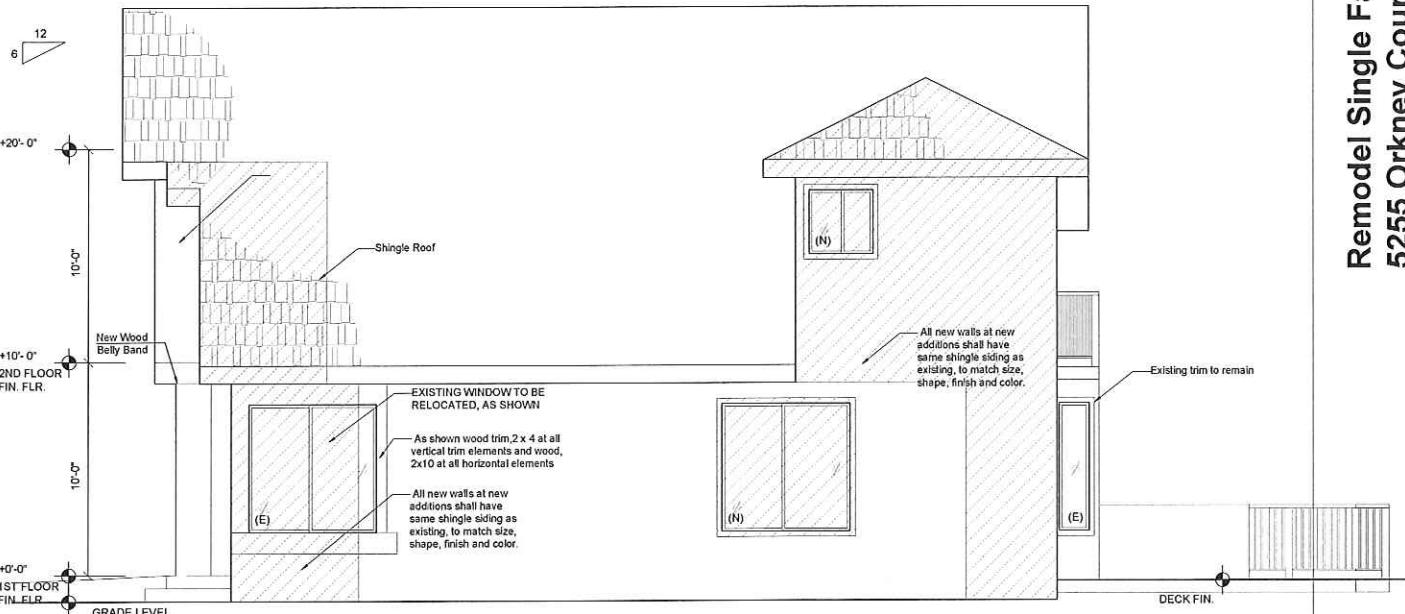 12
6
+20'- 0"
10'-0"
Shingle Roof
(N)
New Wood
Belly Band
+10'- 0"
2ND FLOOR
FIN. FLR.
All new walls at new
additions shall have
same shingle siding as
existing, to match size,
shape, finish and color.
Existing trim to remain
EXISTING WINDOW TO BE
RELOCATED, AS SHOWN
As shown wood trim,2 x 4 at all
vertical trim elements and wood,
2x10 at all horizontal elements
10'-0"
All new walls at new
additions shall have
same shingle siding as
existing, to match size,
shape, finish and color.
(E)
(N)
(E)
+0'-0"
1ST FLOOR
FIN. FLR.
GRADE LEVEL
DECK FIN.
Remodel Single
5255 Orkney